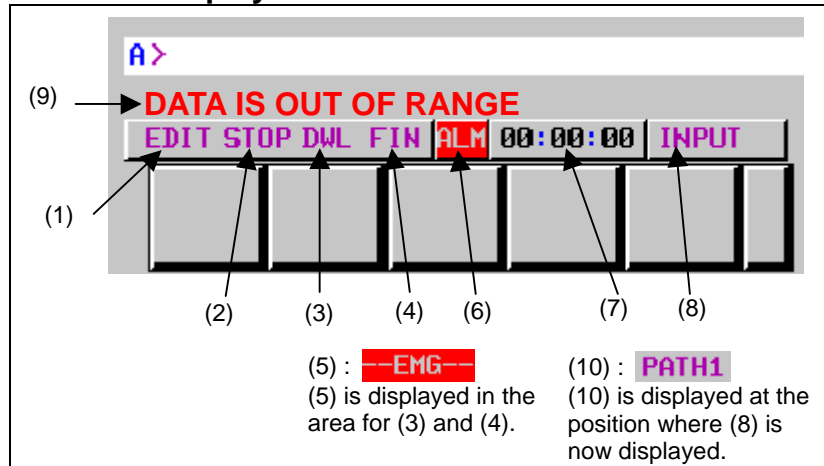 A>
(9)
DATA IS OUT OF RANGE
EDIT STOP DWL FIN ALM 00:00:00 INPUT
(1)
(2) (3) (4) (6) (7) (8)
(5) : --EMG--
(5) is displayed in the
area for (3) and (4).
(10) : PATH1
(10) is displayed at the
position where (8) is
now displayed.